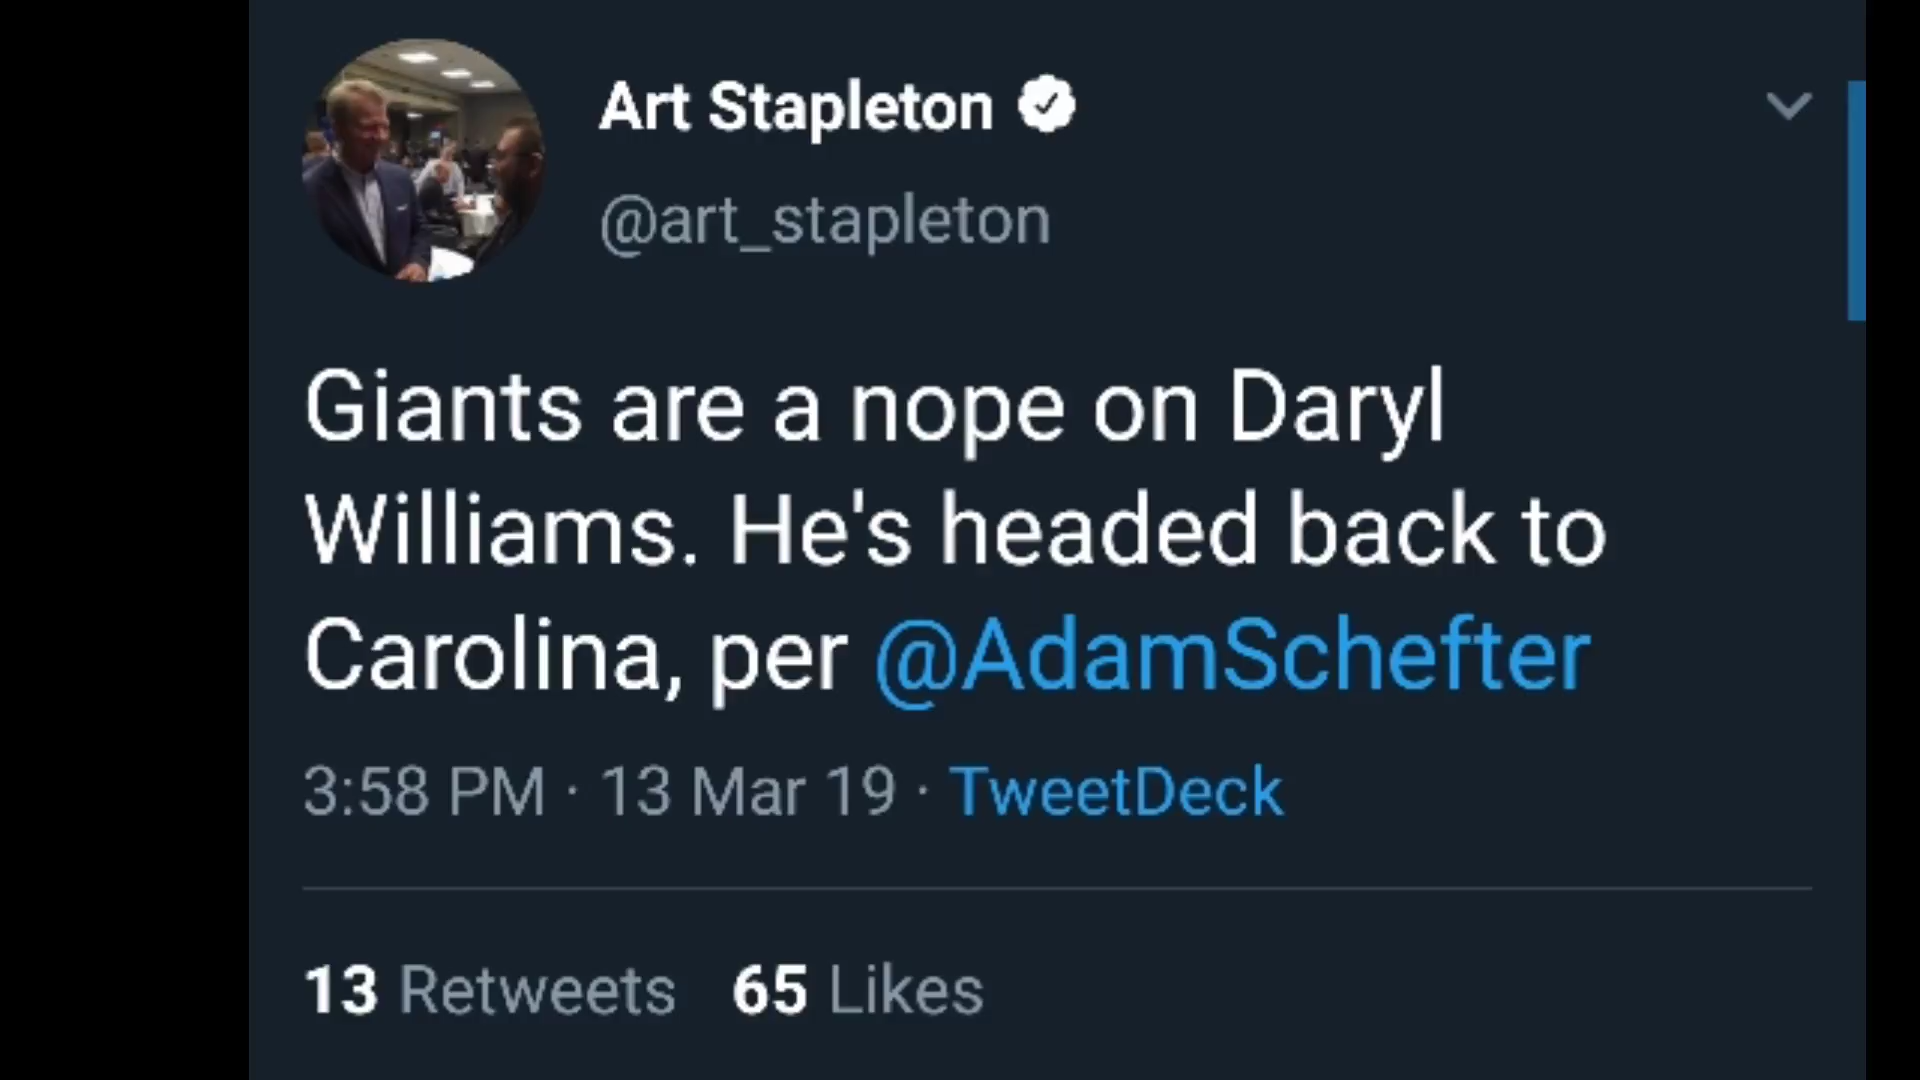 Art Stapleton
@art_stapleton
Giants are a nope on Daryl
Williams. He's headed back to
Carolina, per @AdamSchefter
3:58 PM · 13 Mar 19 · TweetDeck
13 Retweets 65 Likes